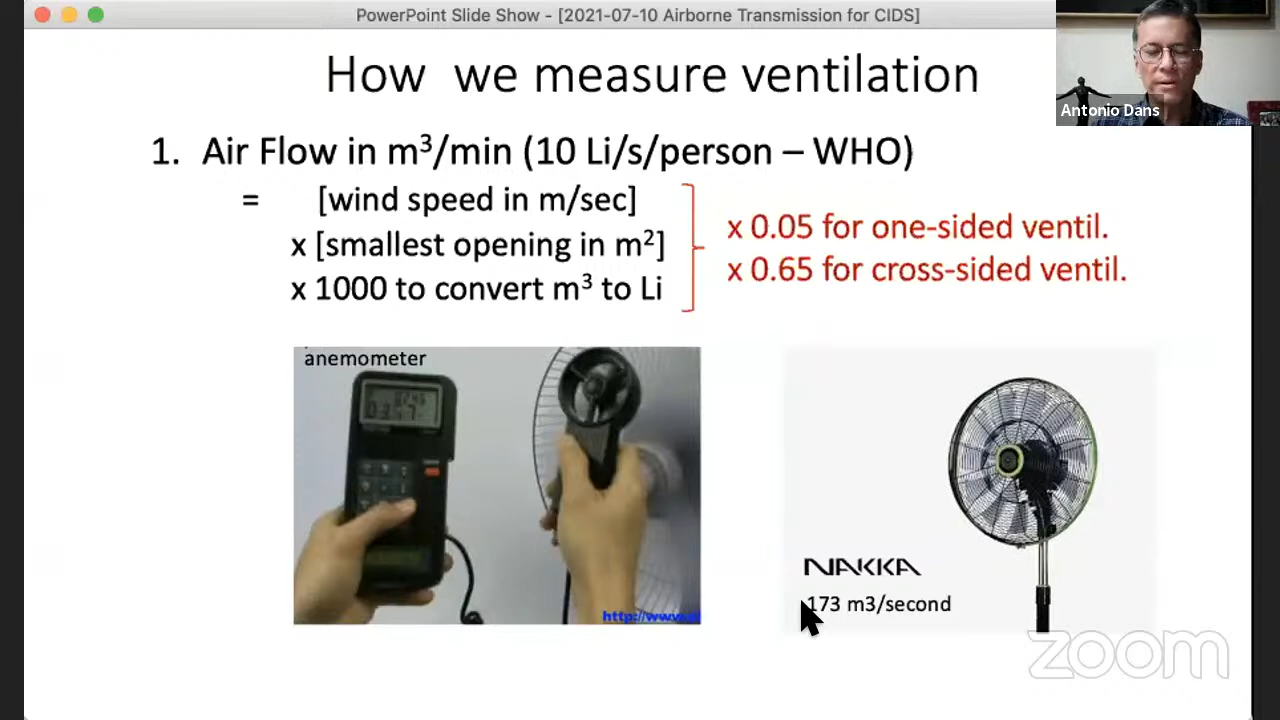 PowerPoint Slide Show - [2021-07-10 Airborne Transmission for CIDS]
Antonio Dans
How we measure ventilation
1. Air Flow in m³/min (10 Li/s/person – WHO)
= [wind speed in m/sec]
x [smallest opening in m²]
x 1000 to convert m³ to Li
x 0.05 for one-sided ventil.
x 0.65 for cross-sided ventil.
anemometer
http://www
NAKKA
173 m3/second
zoom